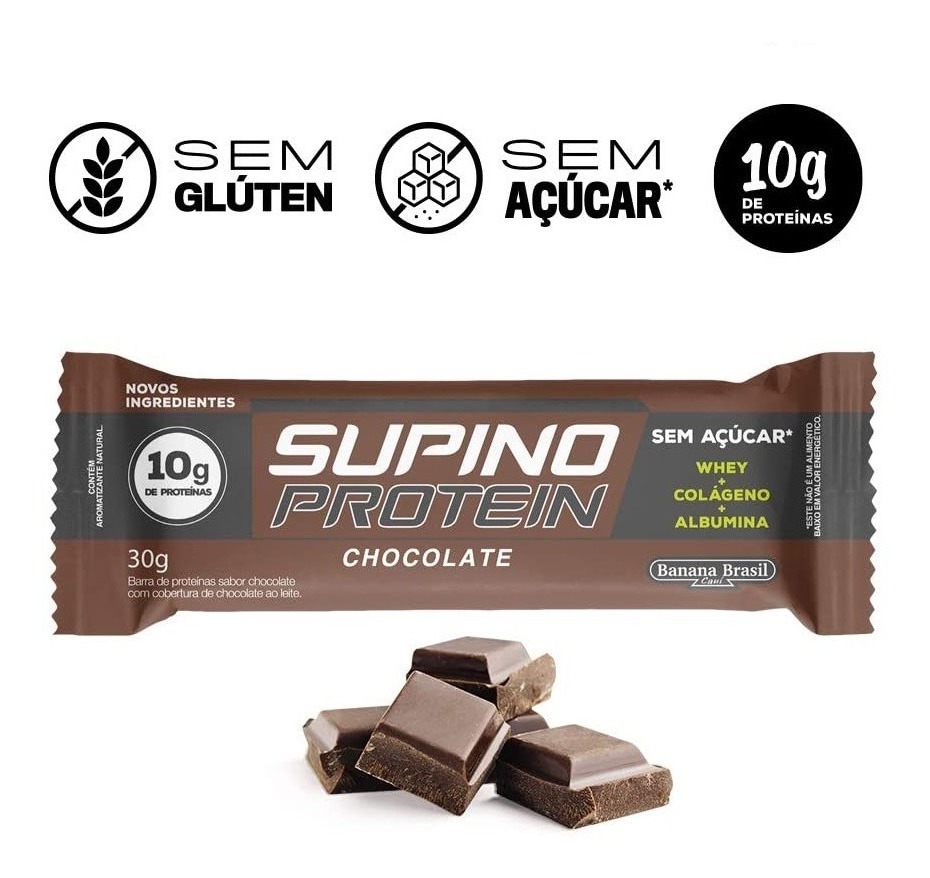 SEM
GLÚTEN
SEM
AÇÚCAR*
10g
DE
PROTEÍNAS
NOVOS
INGREDIENTES
CONTÉM
AROMATIZANTE NATURAL.
10g
DE PROTEÍNAS
SUPINO
PROTEIN
CHOCOLATE
SEM AÇÚCAR*
WHEY
+
COLÁGENO
+
ALBUMINA
*ESTE NÃO É UM ALIMENTO
BAIXO EM VALOR ENERGÉTICO.
30g
Barra de proteínas sabor chocolate
com cobertura de chocolate ao leite.
Banana Brasil
Cauí